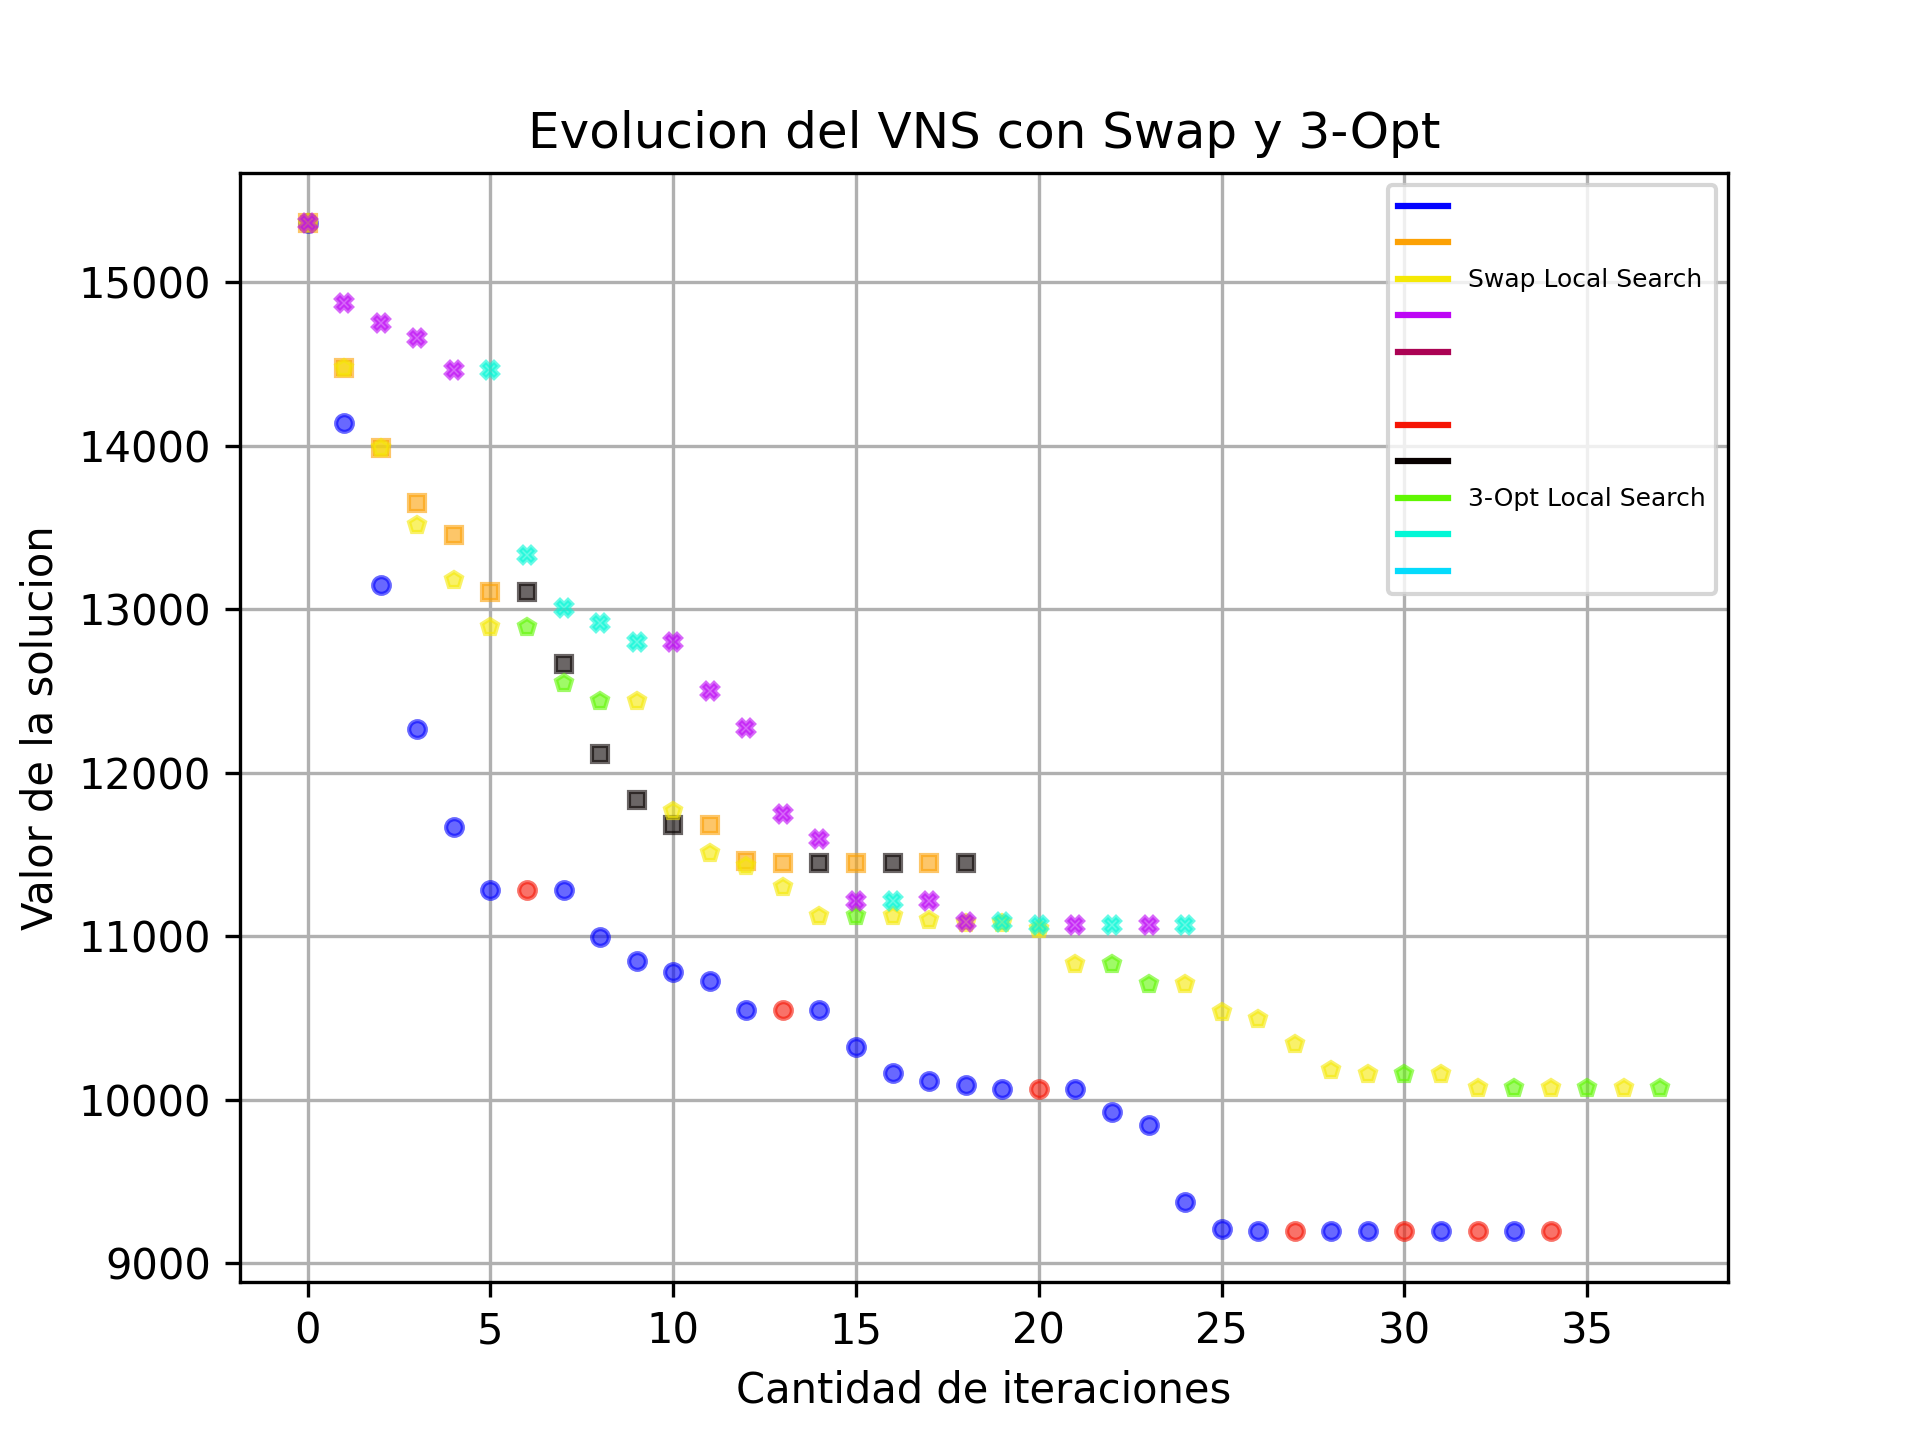 Evolucion del VNS con Swap y 3-Opt
Valor de la solucion
15000
14000
13000
12000
11000
10000
9000
Swap Local Search
3-Opt Local Search
0 5 10 15 20 25 30 35
Cantidad de iteraciones